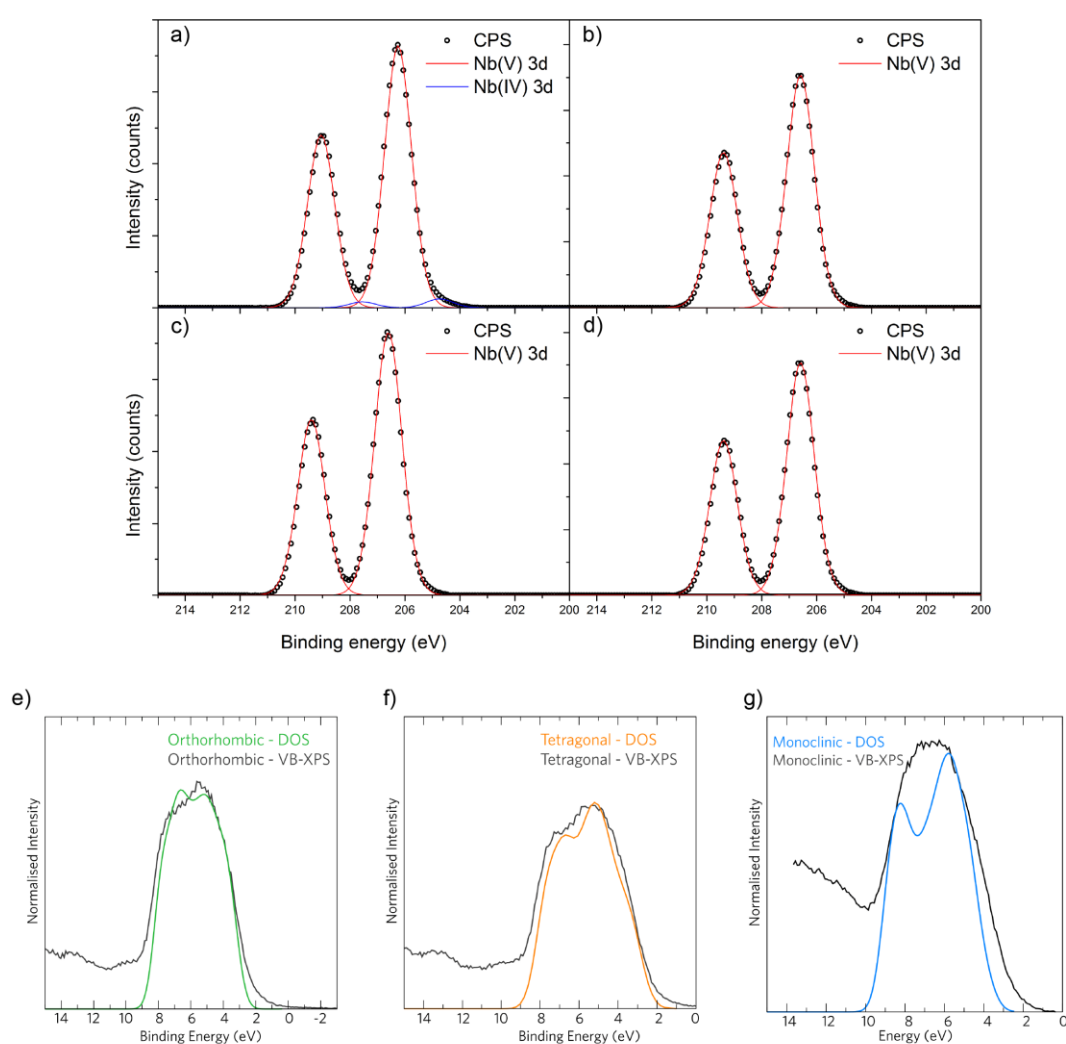 a)
CPS
Nb(V) 3d
Nb(IV) 3d
b)
CPS
Nb(V) 3d
Intensity (counts)
c)
CPS
Nb(V) 3d
d)
CPS
Nb(V) 3d
Intensity (counts)
214 212 210 208 206 204 202 200 214 212 210 208 206 204 202 200
Binding energy (eV) Binding energy (eV)
e)
Orthorhombic - DOS
Orthorhombic - VB-XPS
Normalised Intensity
14 12 10 8 6 4 2 0 -2
Binding Energy (eV)
f)
Tetragonal - DOS
Tetragonal - VB-XPS
Normalised Intensity
14 12 10 8 6 4 2 0
Binding Energy (eV)
g)
Monoclinic - DOS
Monoclinic - VB-XPS
Normalised Intensity
14 12 10 8 6 4 2 0
Energy (eV)